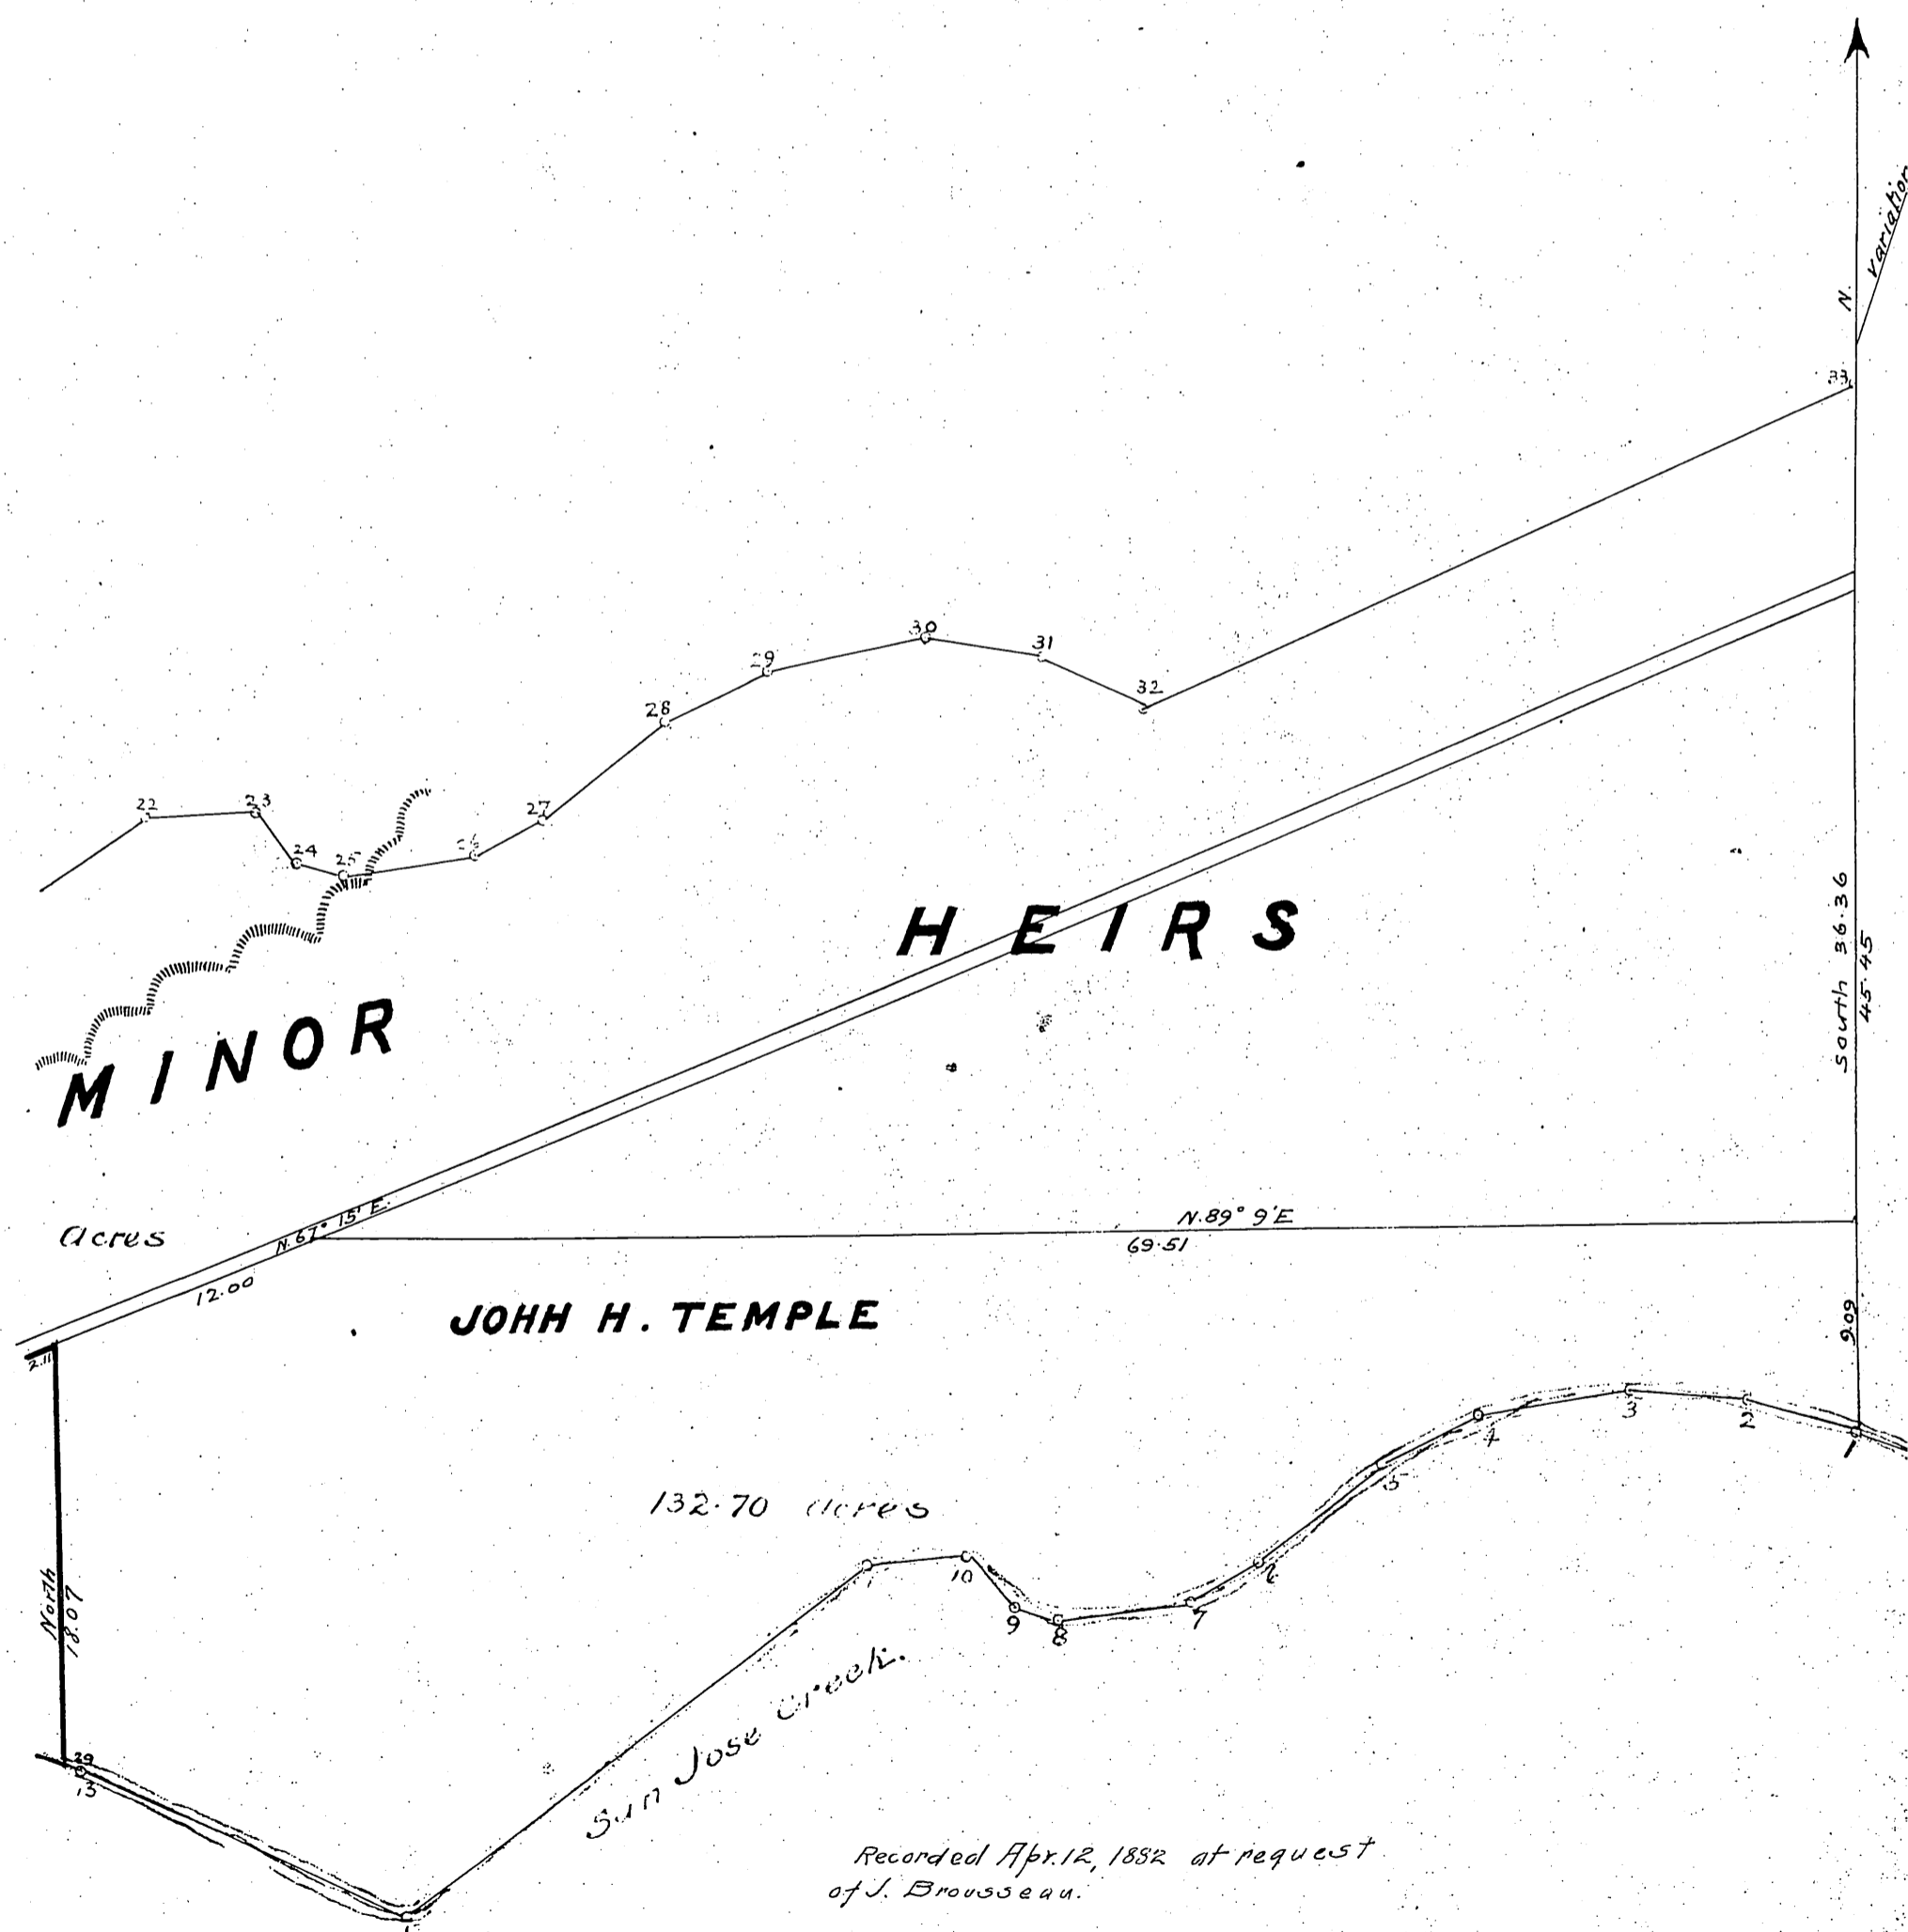 N.
variation
33
30
31
29
32
28
27
22
23
24
25
26
South 36.36
45.45
HEIRS
MINOR
N. 89° 9' E
69.51
Acres
N. 67° 15' E.
12.00
JOHH H. TEMPLE
9.09
2.11
3
2
1
4
5
132.70 acres
10
6
7
9
8
North
18.07
San Jose Creek.
29
13
Recorded Apr. 12, 1882 at request
of J. Brousseau.